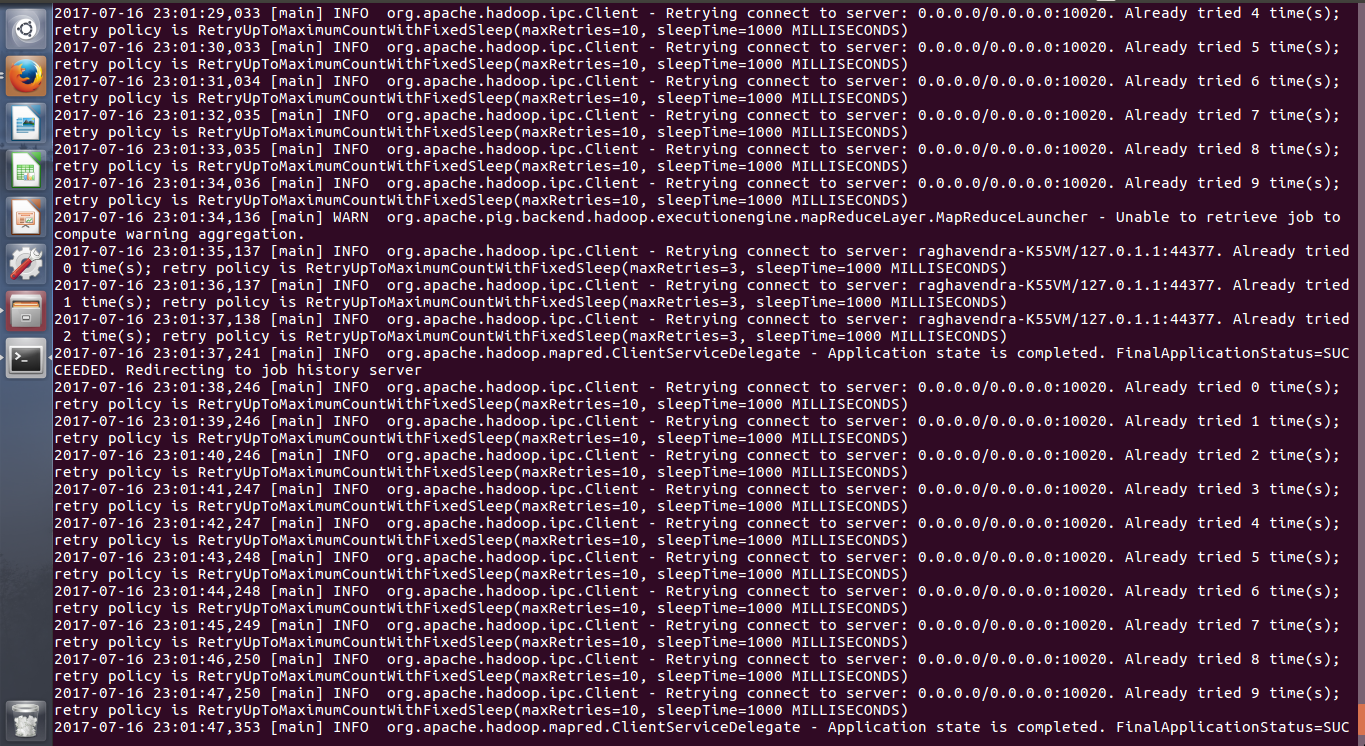 2017-07-16 23:01:29,033 [main] INFO  org.apache.hadoop.ipc.Client - Retrying connect to server: 0.0.0.0/0.0.0.0:10020. Already tried 4 time(s);
retry policy is RetryUpToMaximumCountWithFixedSleep(maxRetries=10, sleepTime=1000 MILLISECONDS)
2017-07-16 23:01:30,033 [main] INFO  org.apache.hadoop.ipc.Client - Retrying connect to server: 0.0.0.0/0.0.0.0:10020. Already tried 5 time(s);
retry policy is RetryUpToMaximumCountWithFixedSleep(maxRetries=10, sleepTime=1000 MILLISECONDS)
2017-07-16 23:01:31,034 [main] INFO  org.apache.hadoop.ipc.Client - Retrying connect to server: 0.0.0.0/0.0.0.0:10020. Already tried 6 time(s);
retry policy is RetryUpToMaximumCountWithFixedSleep(maxRetries=10, sleepTime=1000 MILLISECONDS)
2017-07-16 23:01:32,035 [main] INFO  org.apache.hadoop.ipc.Client - Retrying connect to server: 0.0.0.0/0.0.0.0:10020. Already tried 7 time(s);
retry policy is RetryUpToMaximumCountWithFixedSleep(maxRetries=10, sleepTime=1000 MILLISECONDS)
2017-07-16 23:01:33,035 [main] INFO  org.apache.hadoop.ipc.Client - Retrying connect to server: 0.0.0.0/0.0.0.0:10020. Already tried 8 time(s);
retry policy is RetryUpToMaximumCountWithFixedSleep(maxRetries=10, sleepTime=1000 MILLISECONDS)
2017-07-16 23:01:34,036 [main] INFO  org.apache.hadoop.ipc.Client - Retrying connect to server: 0.0.0.0/0.0.0.0:10020. Already tried 9 time(s);
retry policy is RetryUpToMaximumCountWithFixedSleep(maxRetries=10, sleepTime=1000 MILLISECONDS)
2017-07-16 23:01:34,136 [main] WARN  org.apache.pig.backend.hadoop.executionengine.mapReduceLayer.MapReduceLauncher - Unable to retrieve job to
compute warning aggregation.
2017-07-16 23:01:35,137 [main] INFO  org.apache.hadoop.ipc.Client - Retrying connect to server: raghavendra-K55VM/127.0.1.1:44377. Already tried
 0 time(s); retry policy is RetryUpToMaximumCountWithFixedSleep(maxRetries=3, sleepTime=1000 MILLISECONDS)
2017-07-16 23:01:36,137 [main] INFO  org.apache.hadoop.ipc.Client - Retrying connect to server: raghavendra-K55VM/127.0.1.1:44377. Already tried
 1 time(s); retry policy is RetryUpToMaximumCountWithFixedSleep(maxRetries=3, sleepTime=1000 MILLISECONDS)
2017-07-16 23:01:37,138 [main] INFO  org.apache.hadoop.ipc.Client - Retrying connect to server: raghavendra-K55VM/127.0.1.1:44377. Already tried
 2 time(s); retry policy is RetryUpToMaximumCountWithFixedSleep(maxRetries=3, sleepTime=1000 MILLISECONDS)
2017-07-16 23:01:37,241 [main] INFO  org.apache.hadoop.mapred.ClientServiceDelegate - Application state is completed. FinalApplicationStatus=SUC
CEEDED. Redirecting to job history server
2017-07-16 23:01:38,246 [main] INFO  org.apache.hadoop.ipc.Client - Retrying connect to server: 0.0.0.0/0.0.0.0:10020. Already tried 0 time(s);
retry policy is RetryUpToMaximumCountWithFixedSleep(maxRetries=10, sleepTime=1000 MILLISECONDS)
2017-07-16 23:01:39,246 [main] INFO  org.apache.hadoop.ipc.Client - Retrying connect to server: 0.0.0.0/0.0.0.0:10020. Already tried 1 time(s);
retry policy is RetryUpToMaximumCountWithFixedSleep(maxRetries=10, sleepTime=1000 MILLISECONDS)
2017-07-16 23:01:40,246 [main] INFO  org.apache.hadoop.ipc.Client - Retrying connect to server: 0.0.0.0/0.0.0.0:10020. Already tried 2 time(s);
retry policy is RetryUpToMaximumCountWithFixedSleep(maxRetries=10, sleepTime=1000 MILLISECONDS)
2017-07-16 23:01:41,247 [main] INFO  org.apache.hadoop.ipc.Client - Retrying connect to server: 0.0.0.0/0.0.0.0:10020. Already tried 3 time(s);
retry policy is RetryUpToMaximumCountWithFixedSleep(maxRetries=10, sleepTime=1000 MILLISECONDS)
2017-07-16 23:01:42,247 [main] INFO  org.apache.hadoop.ipc.Client - Retrying connect to server: 0.0.0.0/0.0.0.0:10020. Already tried 4 time(s);
retry policy is RetryUpToMaximumCountWithFixedSleep(maxRetries=10, sleepTime=1000 MILLISECONDS)
2017-07-16 23:01:43,248 [main] INFO  org.apache.hadoop.ipc.Client - Retrying connect to server: 0.0.0.0/0.0.0.0:10020. Already tried 5 time(s);
retry policy is RetryUpToMaximumCountWithFixedSleep(maxRetries=10, sleepTime=1000 MILLISECONDS)
2017-07-16 23:01:44,248 [main] INFO  org.apache.hadoop.ipc.Client - Retrying connect to server: 0.0.0.0/0.0.0.0:10020. Already tried 6 time(s);
retry policy is RetryUpToMaximumCountWithFixedSleep(maxRetries=10, sleepTime=1000 MILLISECONDS)
2017-07-16 23:01:45,249 [main] INFO  org.apache.hadoop.ipc.Client - Retrying connect to server: 0.0.0.0/0.0.0.0:10020. Already tried 7 time(s);
retry policy is RetryUpToMaximumCountWithFixedSleep(maxRetries=10, sleepTime=1000 MILLISECONDS)
2017-07-16 23:01:46,250 [main] INFO  org.apache.hadoop.ipc.Client - Retrying connect to server: 0.0.0.0/0.0.0.0:10020. Already tried 8 time(s);
retry policy is RetryUpToMaximumCountWithFixedSleep(maxRetries=10, sleepTime=1000 MILLISECONDS)
2017-07-16 23:01:47,250 [main] INFO  org.apache.hadoop.ipc.Client - Retrying connect to server: 0.0.0.0/0.0.0.0:10020. Already tried 9 time(s);
retry policy is RetryUpToMaximumCountWithFixedSleep(maxRetries=10, sleepTime=1000 MILLISECONDS)
2017-07-16 23:01:47,353 [main] INFO  org.apache.hadoop.mapred.ClientServiceDelegate - Application state is completed. FinalApplicationStatus=SUC